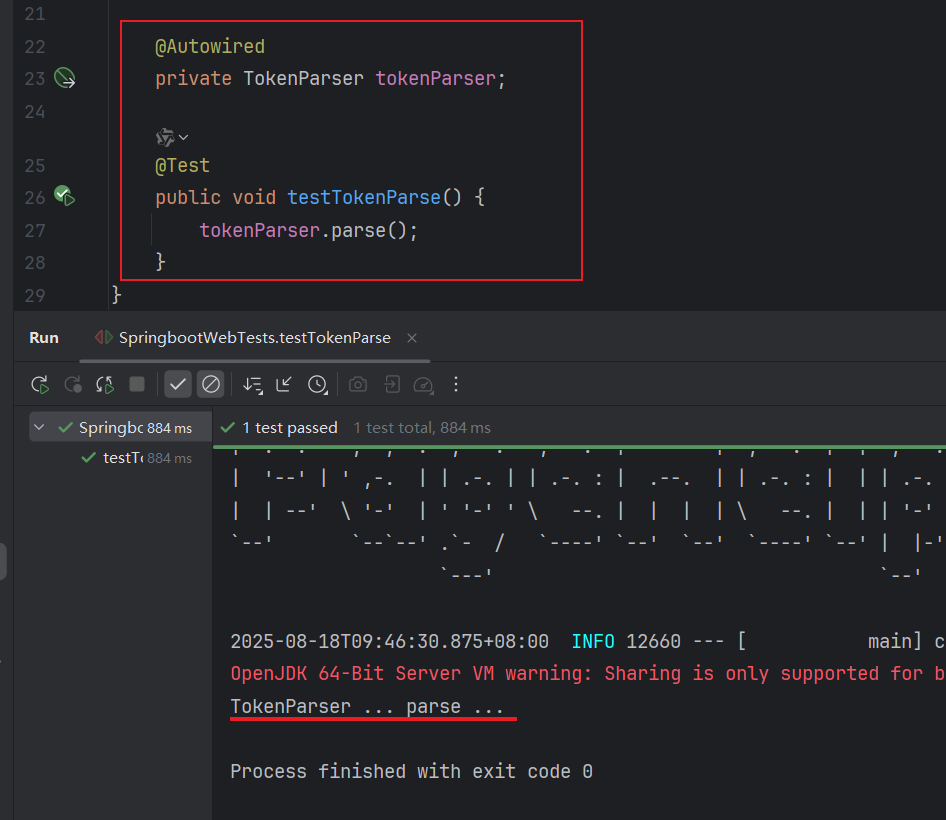 21
22 @Autowired
23 private TokenParser tokenParser;
24
25 @Test
26 public void testTokenParse() {
27 tokenParser.parse();
28 }
29 }
Run SpringbootWebTests.testTokenParse
Springbo 884 ms 1 test passed 1 test total, 884 ms
testTo 884 ms
| '--' | ' ,-. | | .-. | | .-. : | .--. | | .-. : | | | .-.
| | --' \ '-' | ' '-' ' \ --. | | | | \ --. | | | '-'
`--' `--`--' .`- / `----' `--' `--' `----' `--' | |-'
`---' `--'
2025-08-18T09:46:30.875+08:00 INFO 12660 --- [ main] c
OpenJDK 64-Bit Server VM warning: Sharing is only supported for b
TokenParser ... parse ...
Process finished with exit code 0